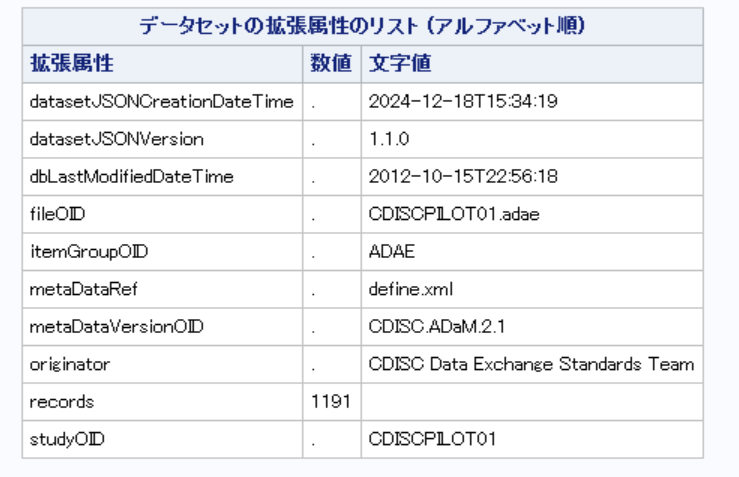 データセットの拡張属性のリスト (アルファベット順)
拡張属性 数値 文字値
datasetJSONCreationDateTime . 2024-12-18T15:34:19
datasetJSONVersion . 1.1.0
dbLastModifiedDateTime . 2012-10-15T22:56:18
fileOID . CDISCPILOT01.adae
itemGroupOID . ADAE
metaDataRef . define.xml
metaDataVersionOID . CDISC.ADaM.2.1
originator . CDISC Data Exchange Standards Team
records 1191
studyOID . CDISCPILOT01